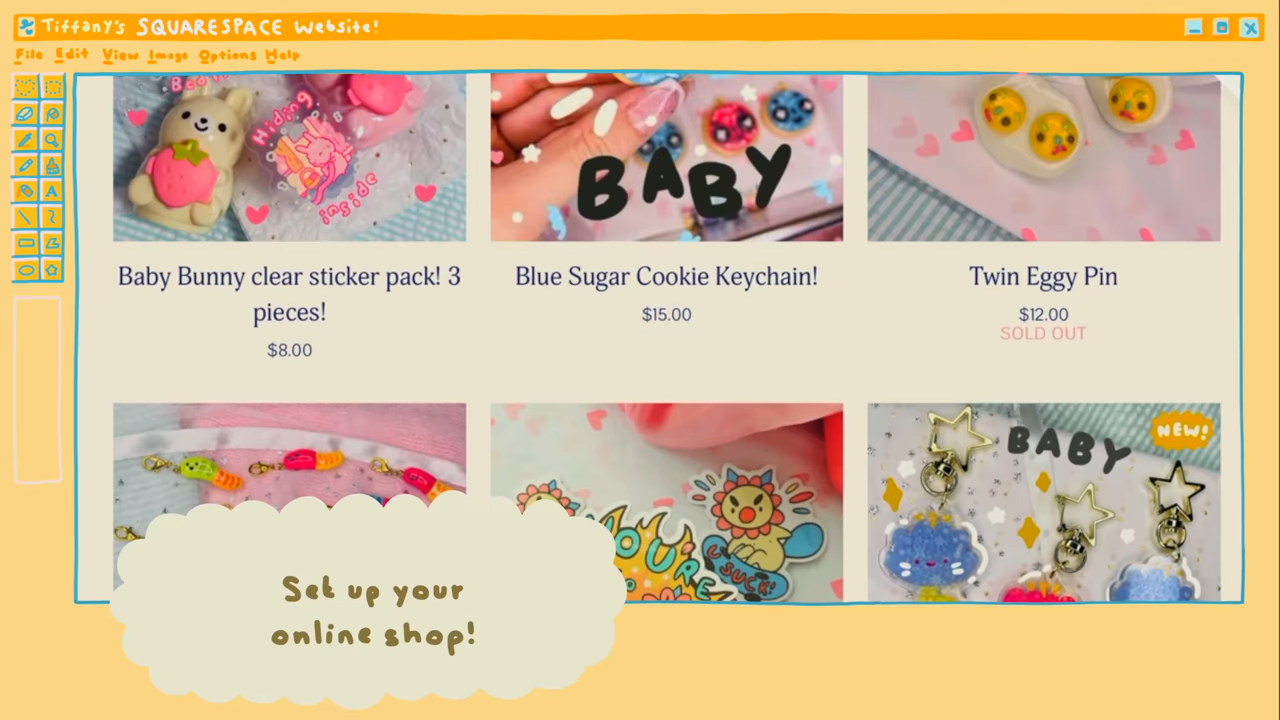 Tiffany's SQUARESPACE Website!
File Edit View Image Options Help
Hiding
inside
BABY
Baby Bunny clear sticker pack! 3
pieces!
$8.00
Blue Sugar Cookie Keychain!
$15.00
Twin Eggy Pin
$12.00
SOLD OUT
YOU'RE
U SUCK!
BABY
NEW!
Set up your
online shop!